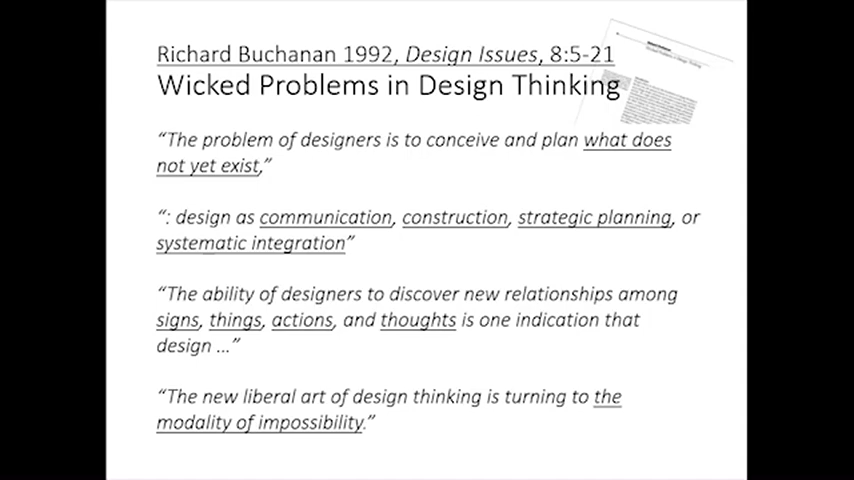 Richard Buchanan 1992, Design Issues, 8:5-21
Wicked Problems in Design Thinking
“The problem of designers is to conceive and plan what does
not yet exist,”
“: design as communication, construction, strategic planning, or
systematic integration”
“The ability of designers to discover new relationships among
signs, things, actions, and thoughts is one indication that
design …”
“The new liberal art of design thinking is turning to the
modality of impossibility.”